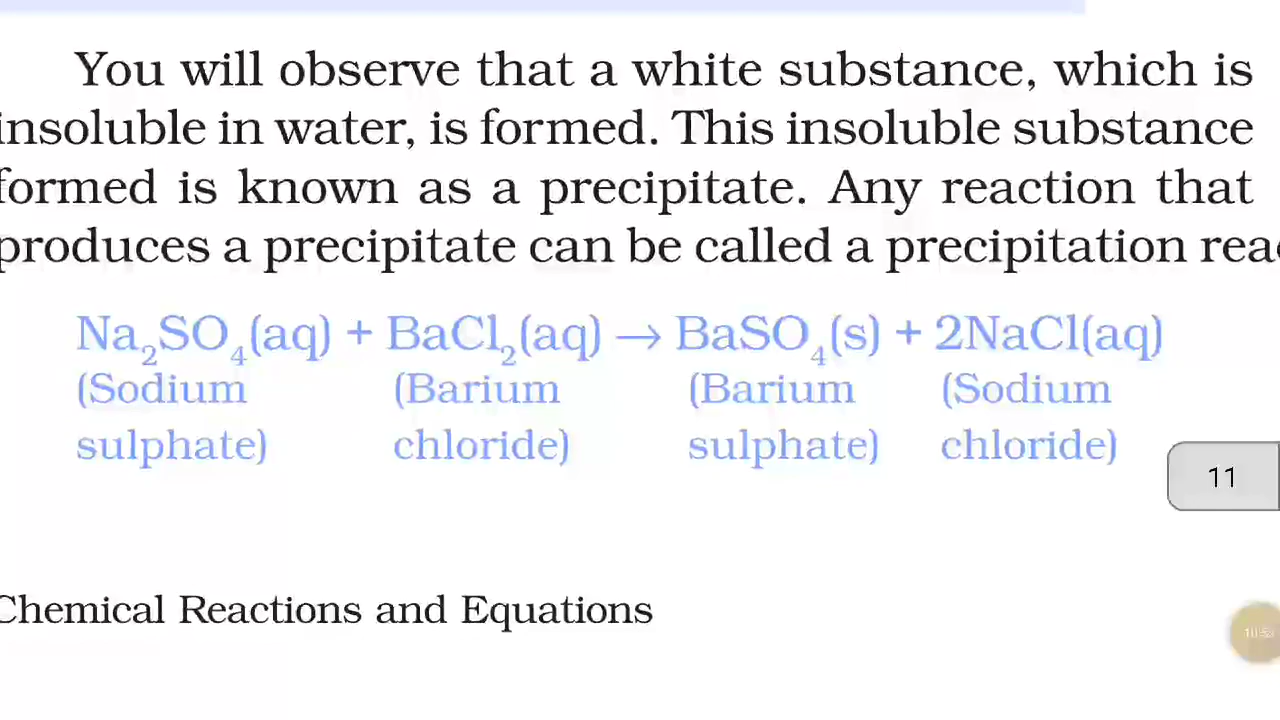 You will observe that a white substance, which is
insoluble in water, is formed. This insoluble substance
formed is known as a precipitate. Any reaction that
produces a precipitate can be called a precipitation reac
Na₂SO₄(aq) + BaCl₂(aq) → BaSO₄(s) + 2NaCl(aq)
(Sodium (Barium (Barium (Sodium
sulphate) chloride) sulphate) chloride)
11
Chemical Reactions and Equations